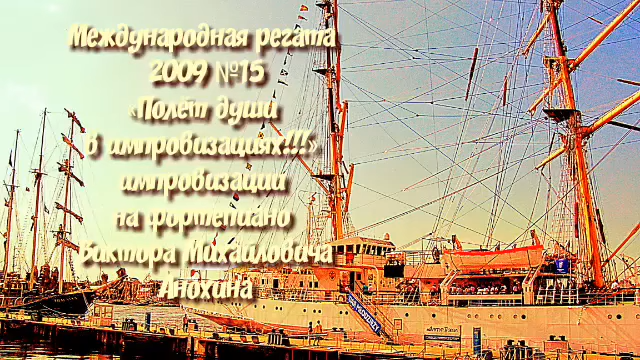 Международная регата
2009 №15
«Полёт души
в импровизациях!!!»
импровизации
на фортепиано
Виктора Михайловича
Анохина